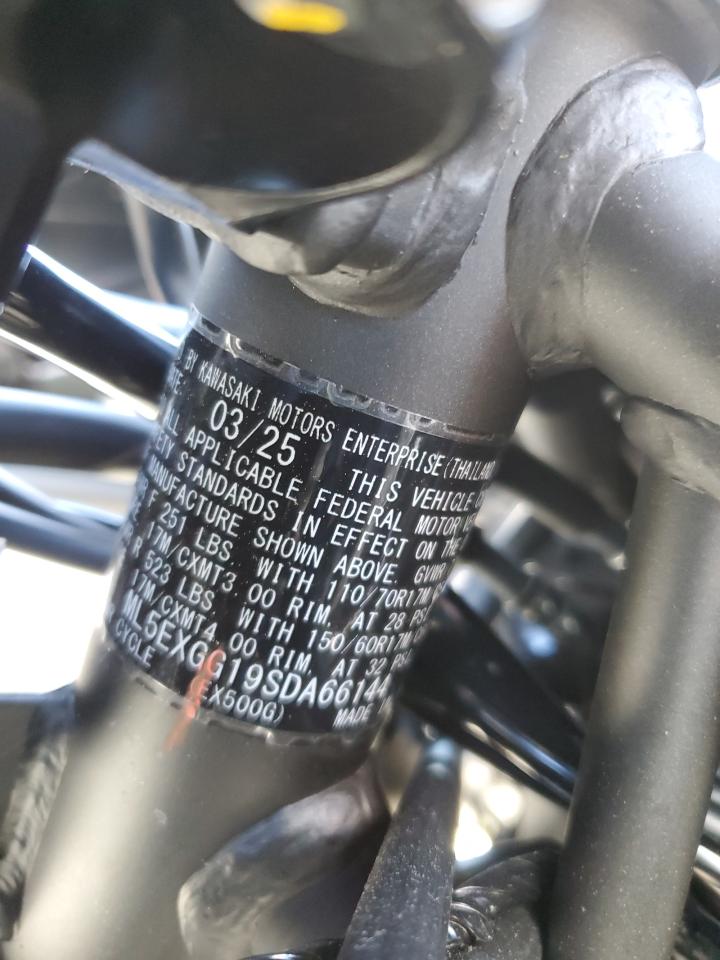 BY KAWASAKI MOTORS ENTERPRISE (THAILAND
03/25 THIS VEHICLE
ALL APPLICABLE FEDERAL MOTOR
STANDARDS IN EFFECT ON THE
MANUFACTURE SHOWN ABOVE. GVWR
F 251 LBS. WITH 110/70R17M
17M/CXMT3.00 RIM, AT 28 PSI
R 523 LBS. WITH 150/60R17M
17M/CXMT4.00 RIM, AT 32 PSI
ML5EXGG19SDA66144
CYCLE (EX500G) MADE